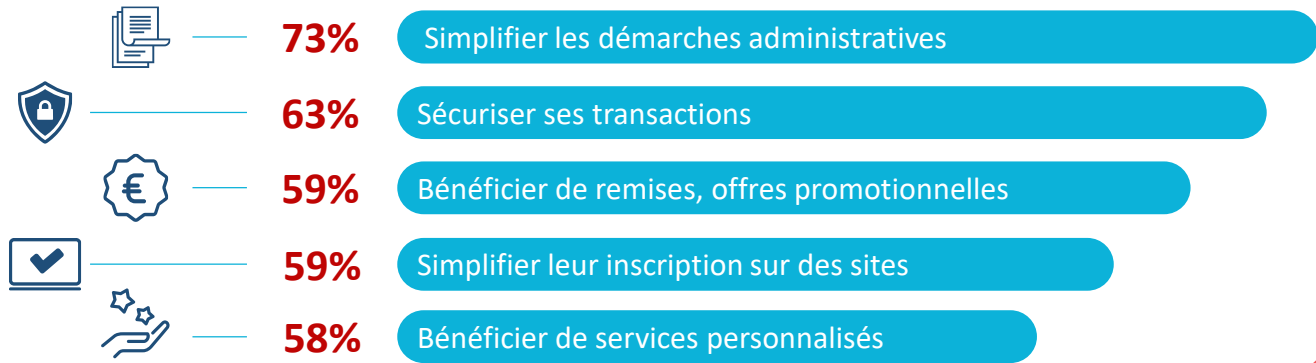 73% Simplifier les démarches administratives
63% Sécuriser ses transactions
€ 59% Bénéficier de remises, offres promotionnelles
59% Simplifier leur inscription sur des sites
58% Bénéficier de services personnalisés